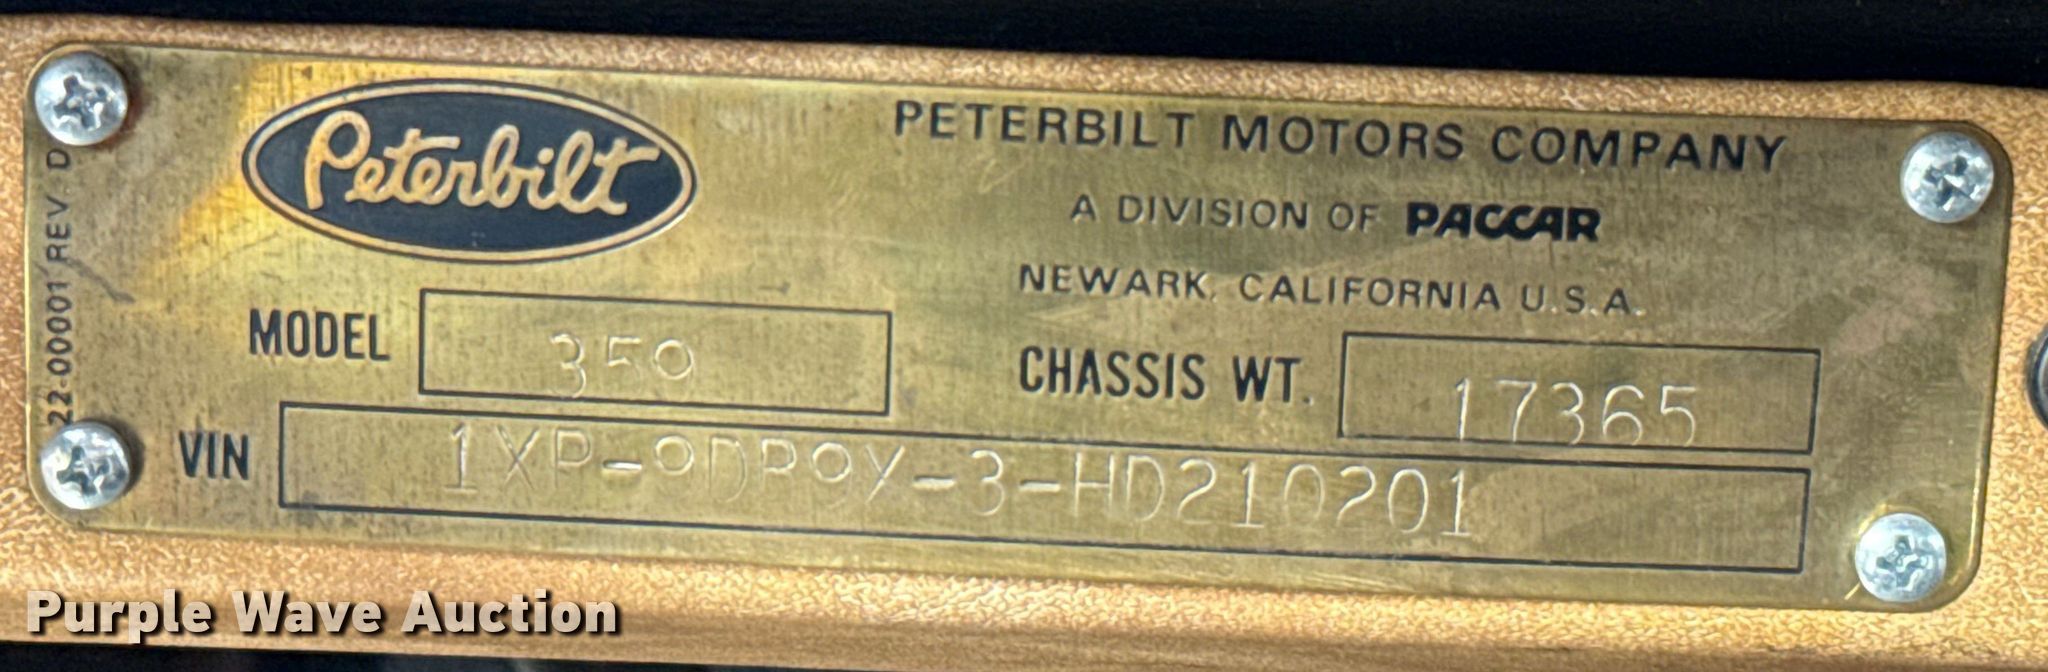 Peterbilt
PETERBILT MOTORS COMPANY
A DIVISION OF PACCAR
NEWARK, CALIFORNIA U.S.A.
22-00001 REV. D
MODEL 359
CHASSIS WT. 17365
VIN 1XP-9DB9X-3-HD210201
Purple Wave Auction